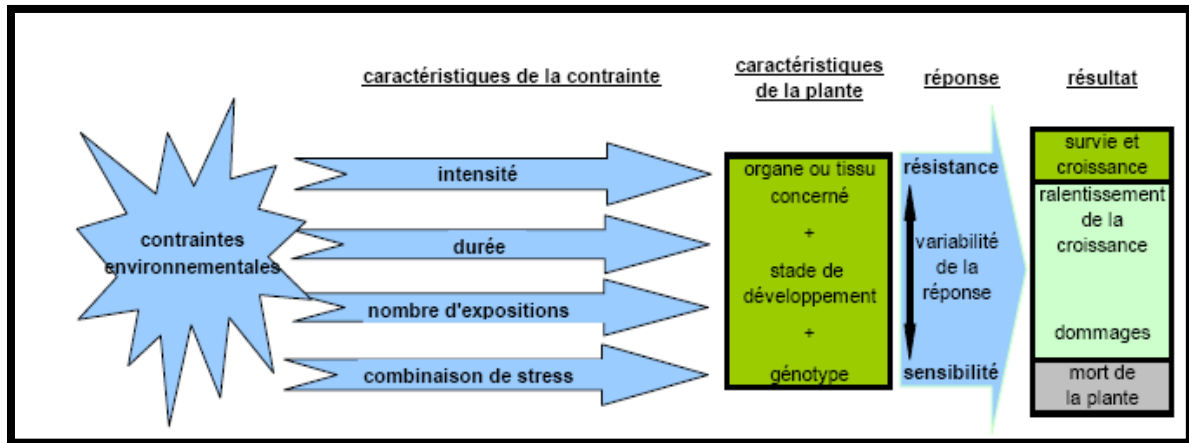 caractéristiques de la contrainte
caractéristiques
de la plante
réponse
résultat
contraintes
environnementales
intensité
durée
nombre d'expositions
combinaison de stress
organe ou tissu
concerné
+
stade de
développement
+
génotype
résistance
variabilité
de la
réponse
sensibilité
survie et
croissance
ralentissement
de la
croissance
dommages
mort de
la plante